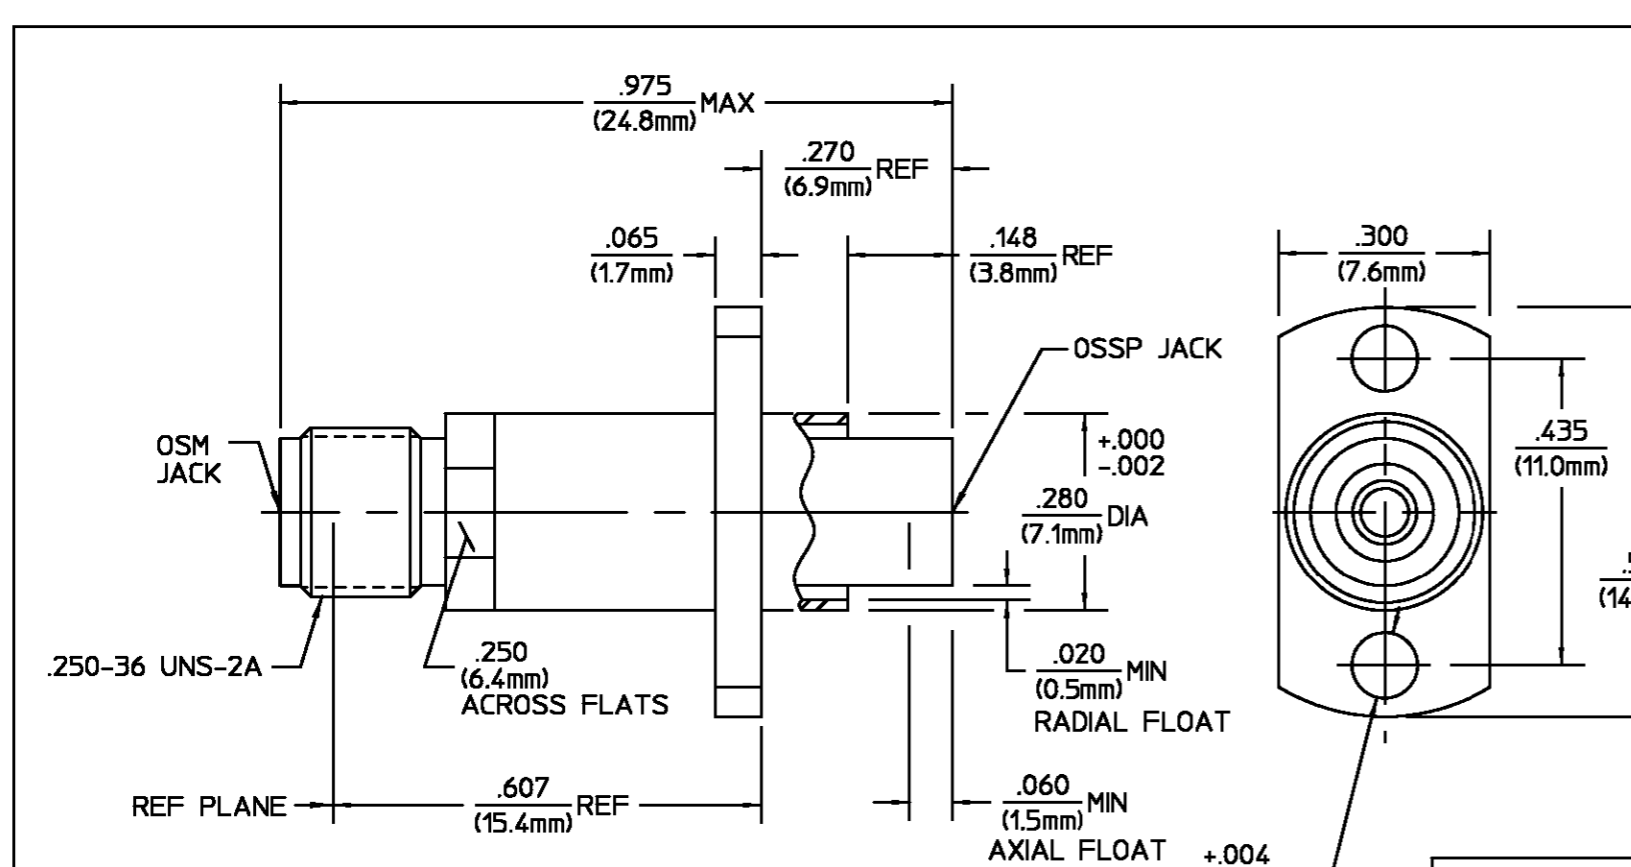 .975
(24.8mm) MAX
.270
(6.9mm) REF
.065
(1.7mm)
.148
(3.8mm) REF
.300
(7.6mm)
OSSP JACK
OSM
JACK
+.000
-.002
.280
(7.1mm) DIA
.435
(11.0mm)
(14
.250-36 UNS-2A
.250
(6.4mm)
ACROSS FLATS
.020
(0.5mm) MIN
RADIAL FLOAT
REF PLANE
.607
(15.4mm) REF
.060
(1.5mm) MIN
AXIAL FLOAT
+.004